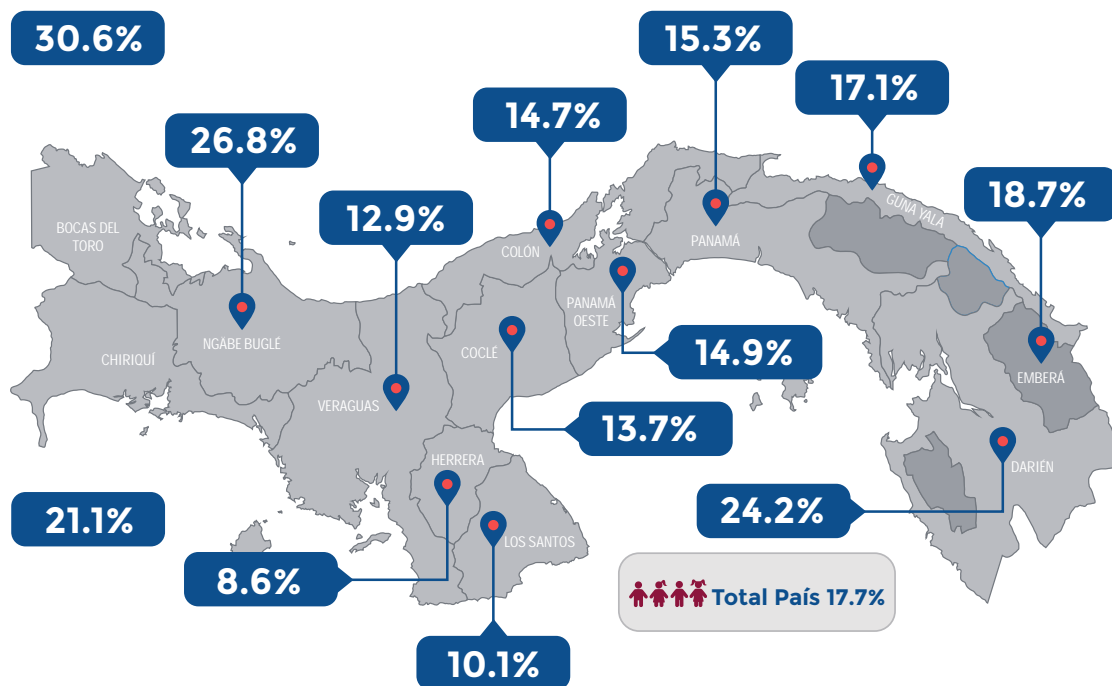 30.6%
15.3%
17.1%
14.7%
26.8%
18.7%
12.9%
GUNA YALA
BOCAS DEL
TORO
PANAMÁ
COLÓN
PANAMÁ
OESTE
NGABE BUGLÉ
COCLÉ
CHIRIQUÍ
14.9%
EMBERÁ
VERAGUAS
13.7%
HERRERA
DARIÉN
21.1%
24.2%
LOS SANTOS
8.6%
Total País 17.7%
10.1%